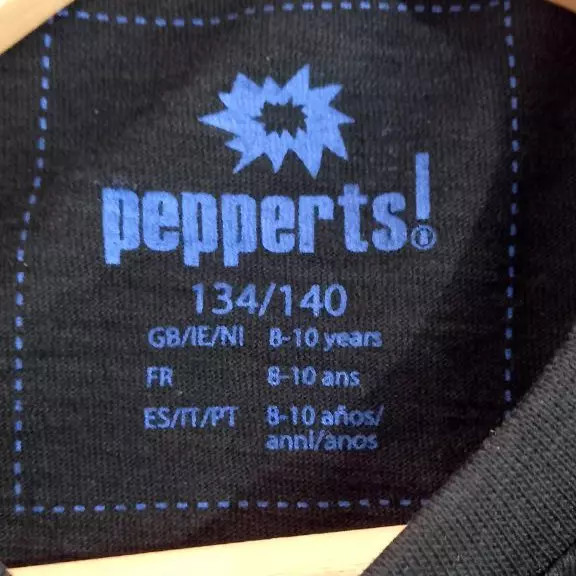 pepperts!®
134/140
GB/IE/NI 8-10 years
FR 8-10 ans
ES/IT/PT 8-10 años/
anni/anos